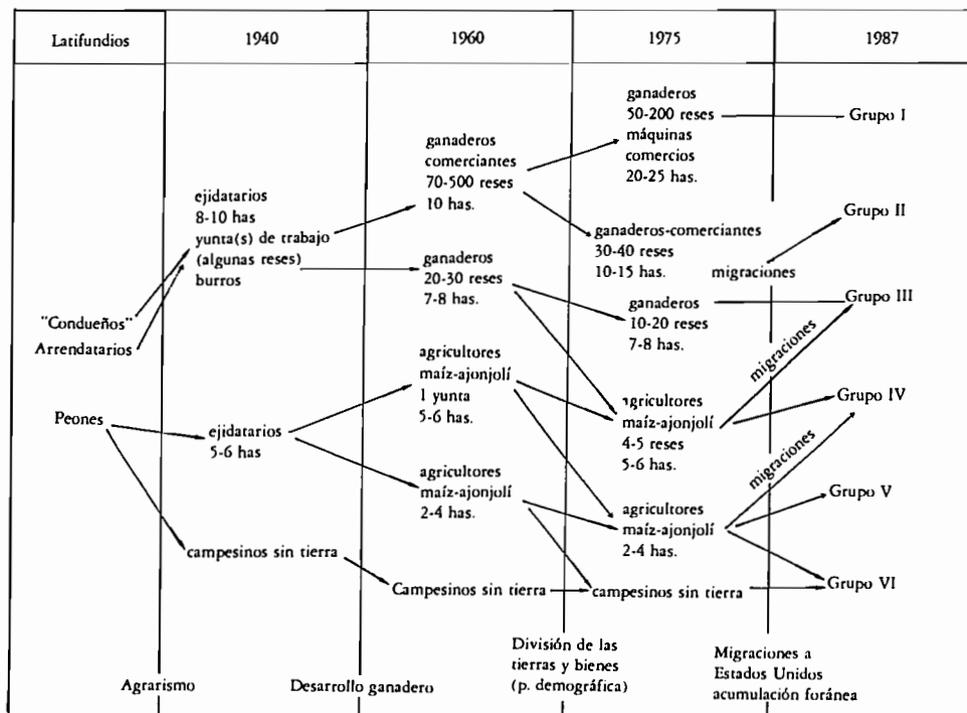 Latifundios
1940
1960
1975
1987
"Condueños"
Arrendatarios
Peones
ejidatarios
8-10 has
yunta(s) de trabajo
(algunas reses)
burros
ejidatarios
5-6 has
campesinos sin tierra
ganaderos
comerciantes
70-500 reses
10 has.
ganaderos
20-30 reses
7-8 has.
agricultores
maíz-ajonjolí
1 yunta
5-6 has.
agricultores
maíz-ajonjolí
2-4 has.
Campesinos sin tierra
ganaderos
50-200 reses
máquinas
comercios
20-25 has.
ganaderos-comerciantes
30-40 reses
10-15 has.
migraciones
ganaderos
10-20 reses
7-8 has.
migraciones
agricultores
maíz-ajonjolí
4-5 reses
5-6 has.
migraciones
agricultores
maíz-ajonjolí
2-4 has.
campesinos sin tierra
Grupo I
Grupo II
Grupo III
Grupo IV
Grupo V
Grupo VI
Agrarismo
Desarrollo ganadero
División de las
tierras y bienes
(p. demográfica)
Migraciones a
Estados Unidos
acumulación foránea